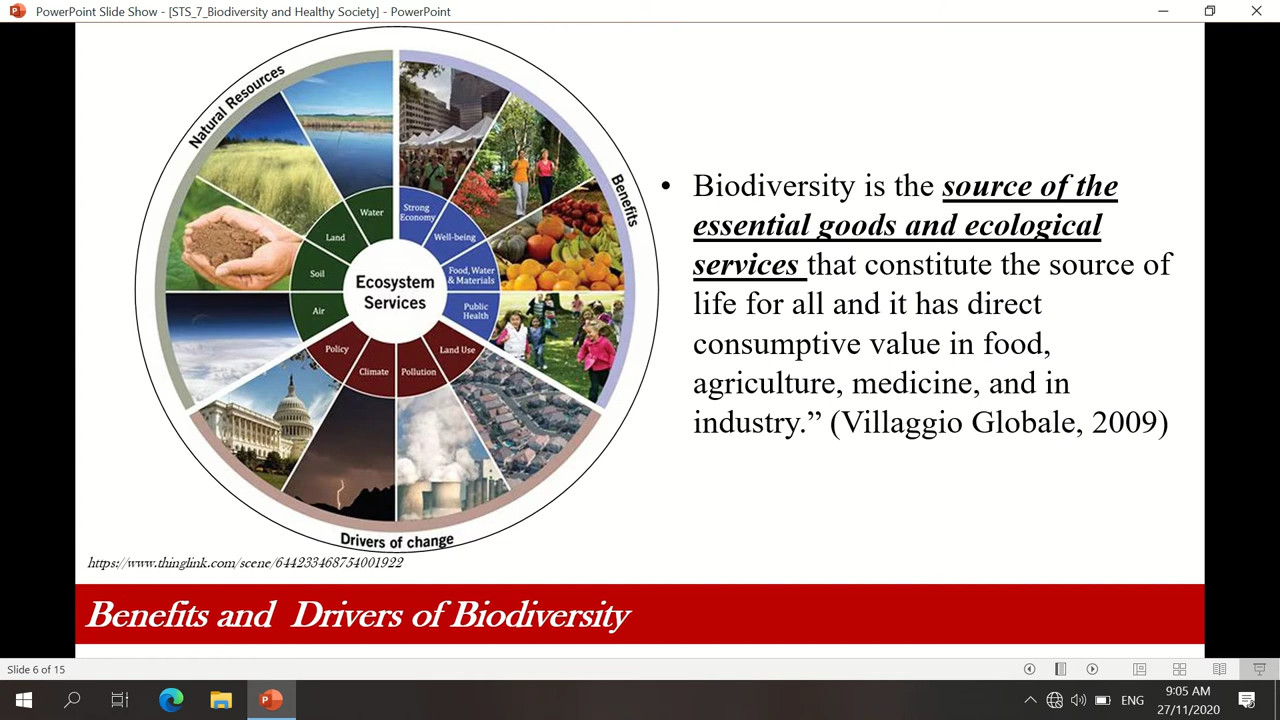 PowerPoint Slide Show - [STS_7_Biodiversity and Healthy Society] - PowerPoint
Natural Resources
Benefits
Drivers of change
Water
Land
Soil
Air
Strong
Economy
Well-being
Food, Water
& Materials
Public
Health
Policy
Climate
Pollution
Land Use
Ecosystem
Services
• Biodiversity is the source of the
essential goods and ecological
services that constitute the source of
life for all and it has direct
consumptive value in food,
agriculture, medicine, and in
industry.” (Villaggio Globale, 2009)
https://www.thinglink.com/scene/644233468754001922
Benefits and Drivers of Biodiversity
Slide 6 of 15
ENG
9:05 AM
27/11/2020